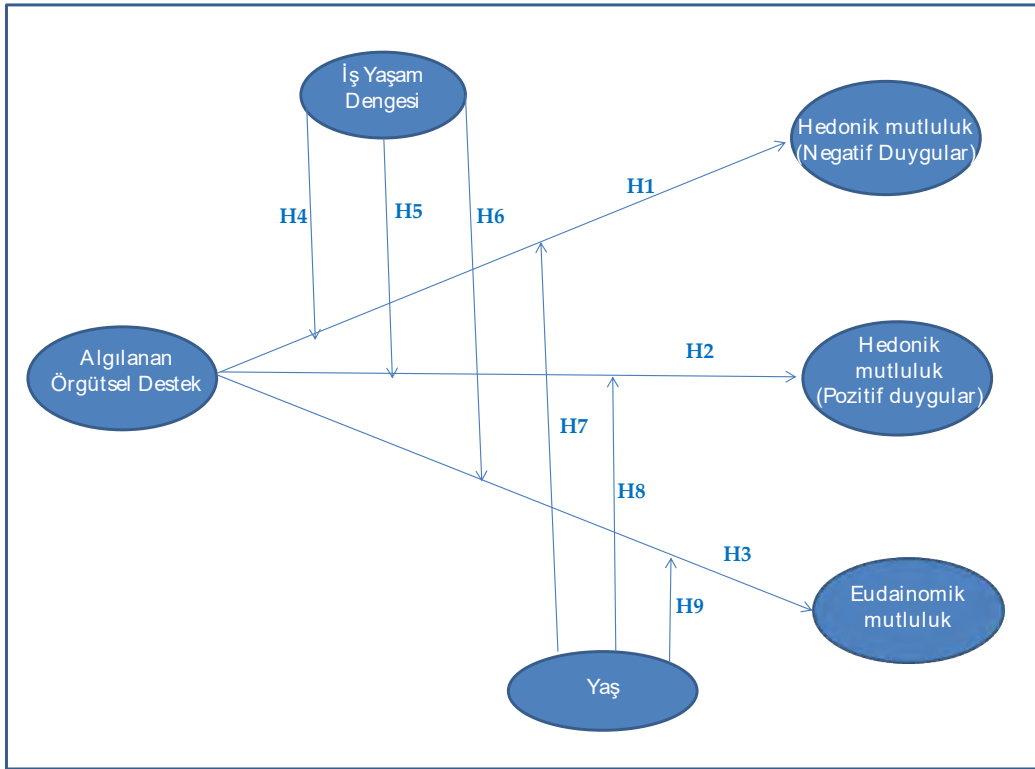 İş Yaşam
Dengesi
Hedonik mutluluk
(Negatif Duygular)
H1
H4
H5
H6
Algılanan
Örgütsel Destek
H2
Hedonik
mutluluk
(Pozitif duygular)
H7
H8
H3
H9
Eudainomik
mutluluk
Yaş